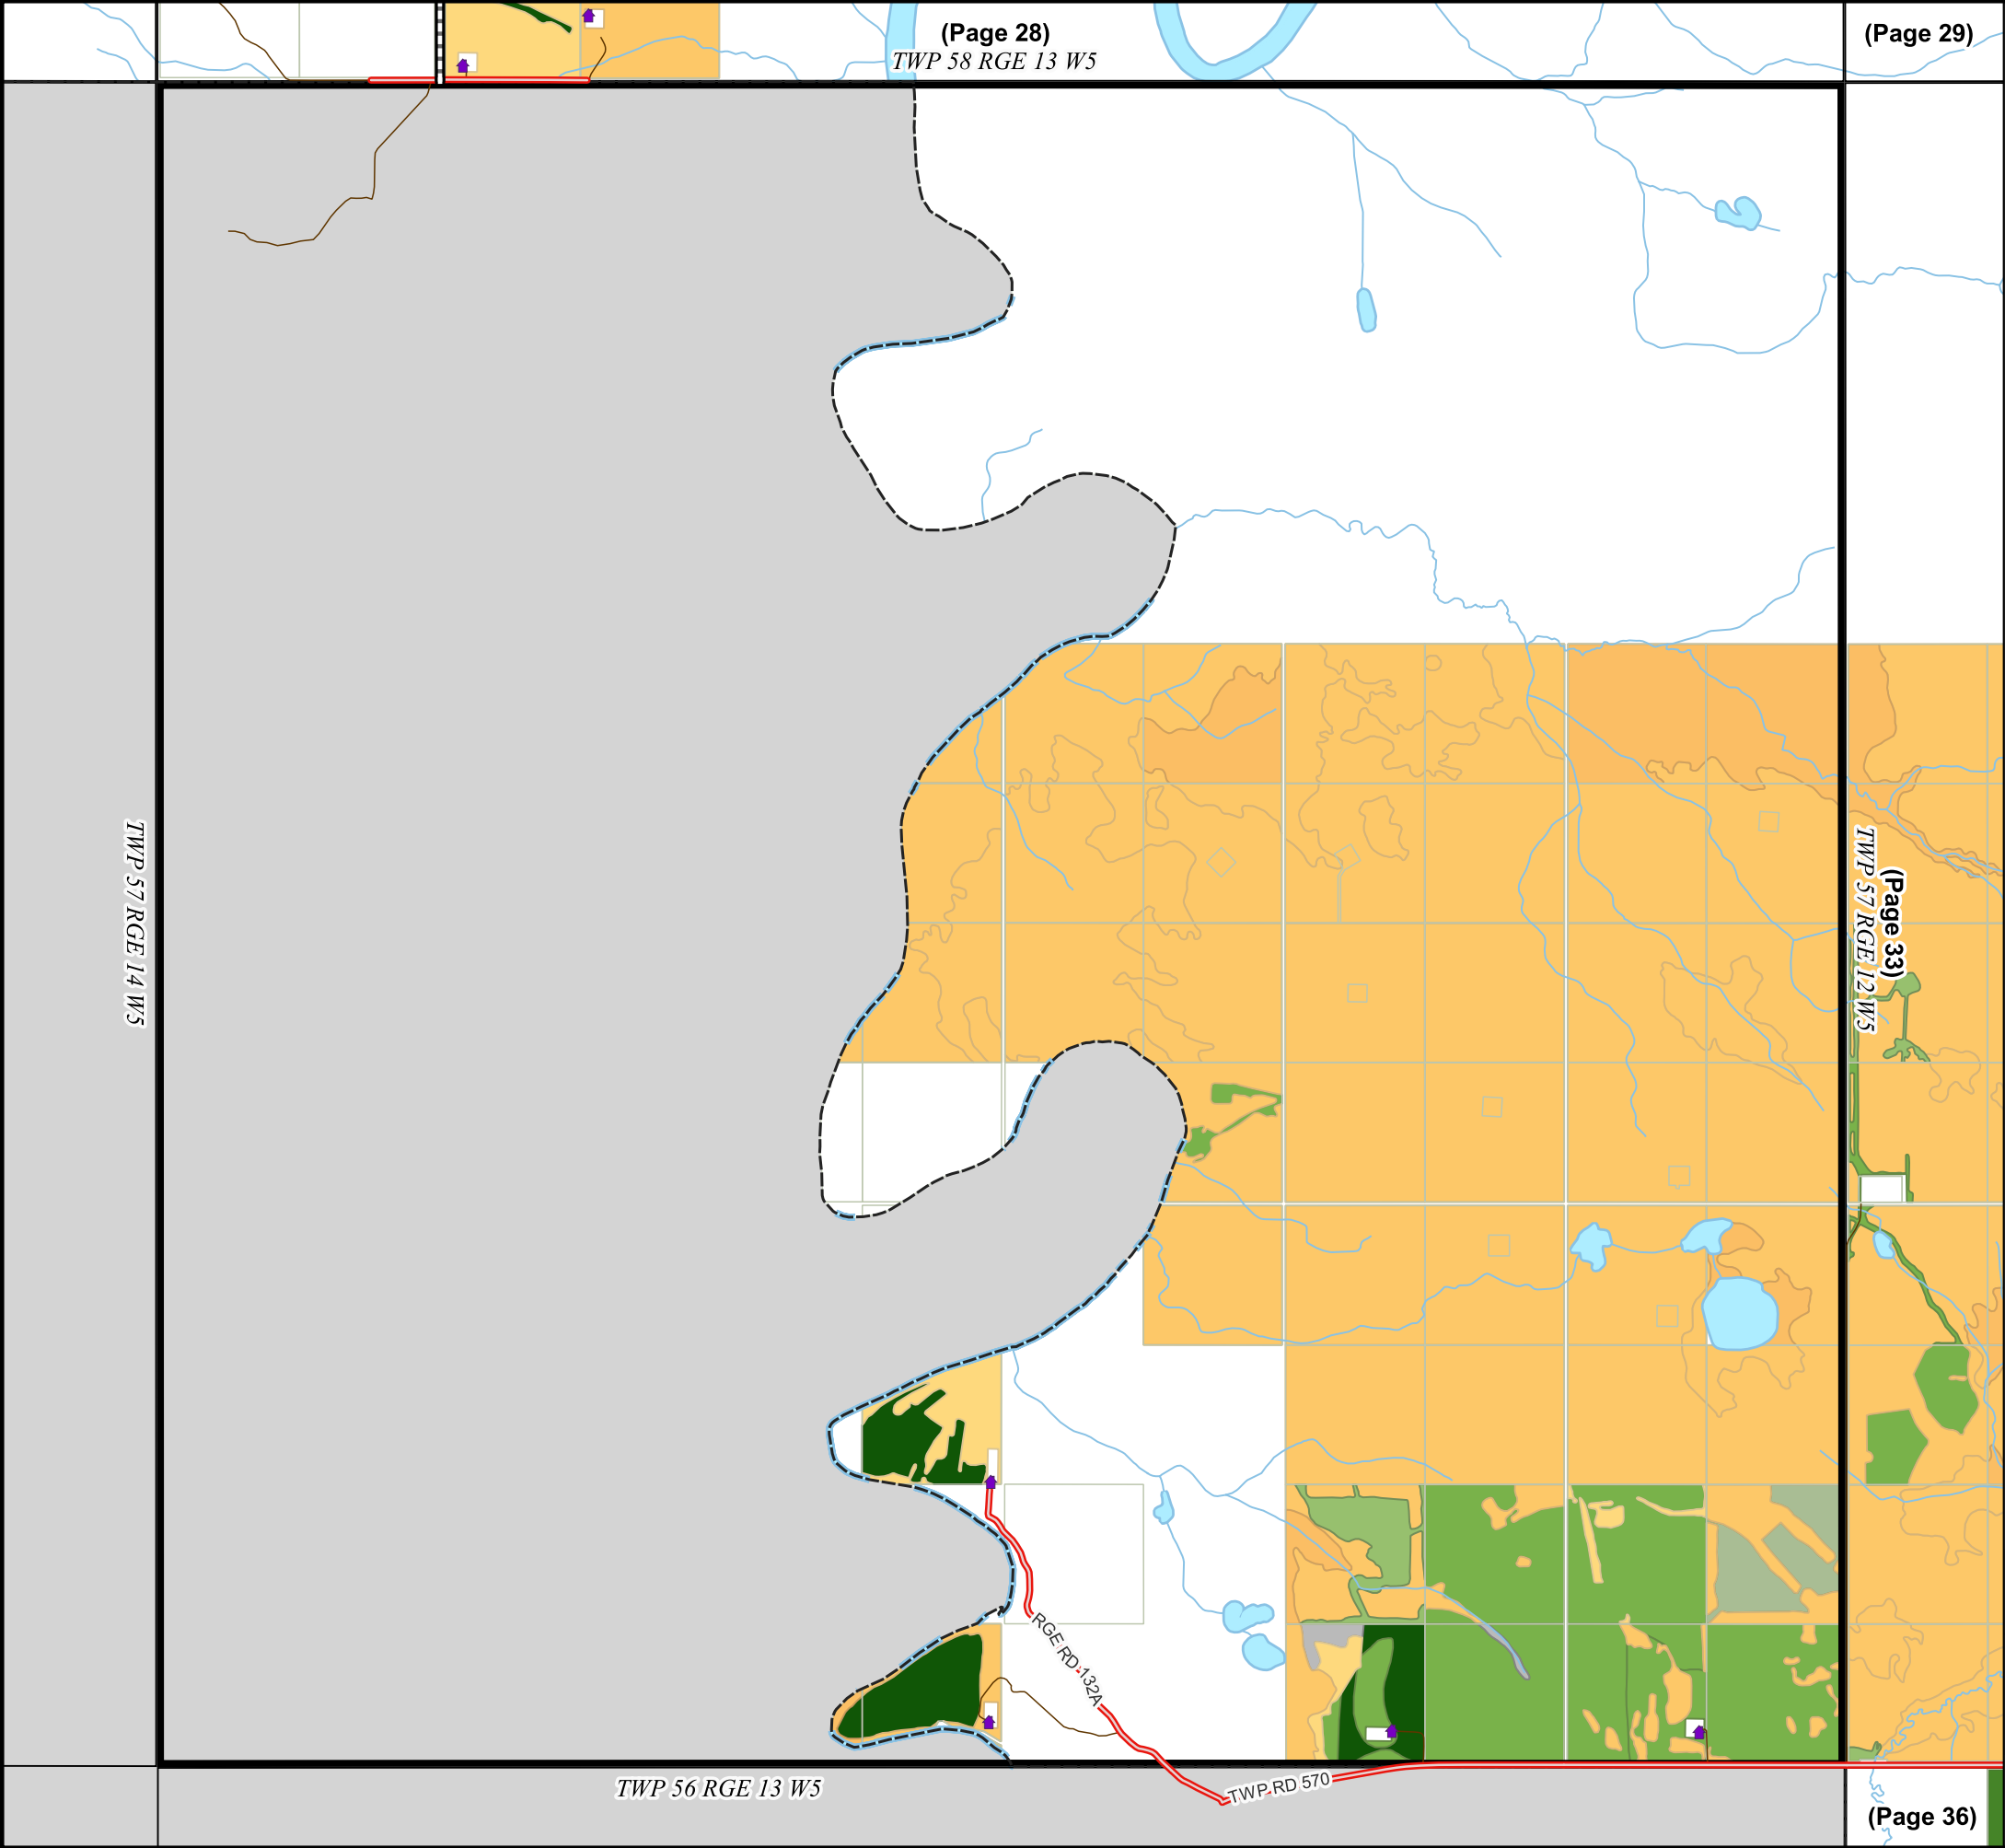 (Page 28)
TWP 58 RGE 13 W5
(Page 29)
TWP 57 RGE 14 W5
(Page 33)
TWP 57 RGE 12 W5
RGE RD 132A
TWP RD 570
TWP 56 RGE 13 W5
(Page 36)